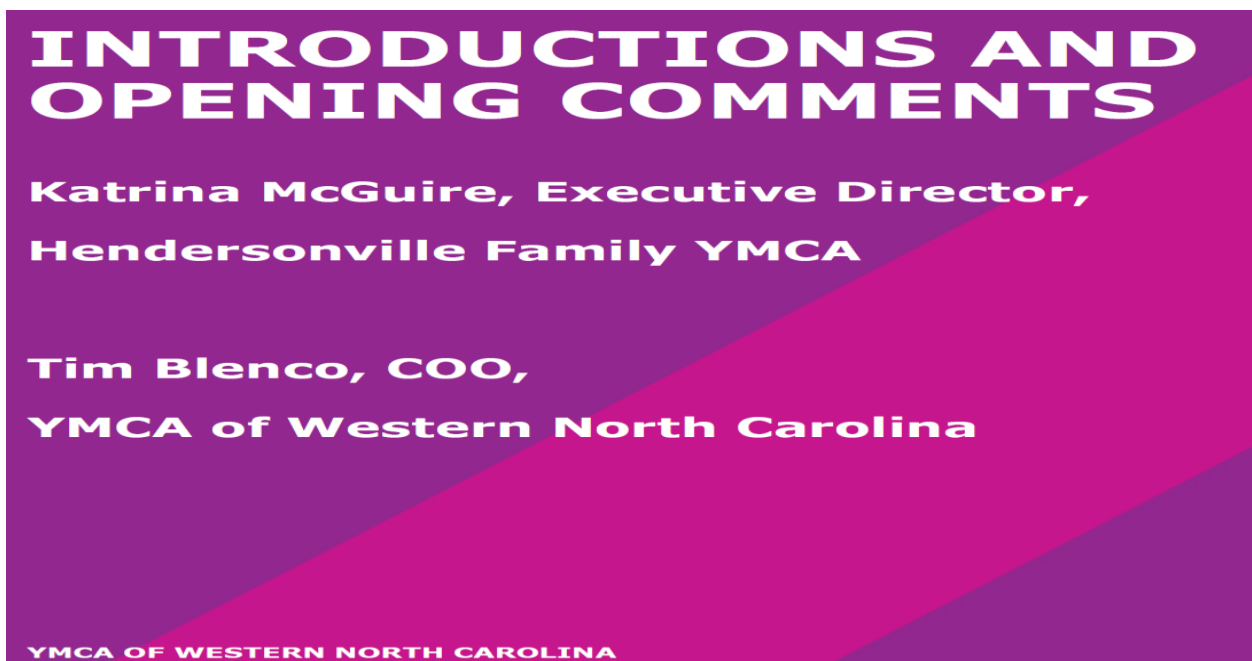 INTRODUCTIONS AND
OPENING COMMENTS
Katrina McGuire, Executive Director,
Hendersonville Family YMCA
Tim Blenco, COO,
YMCA of Western North Carolina
YMCA OF WESTERN NORTH CAROLINA